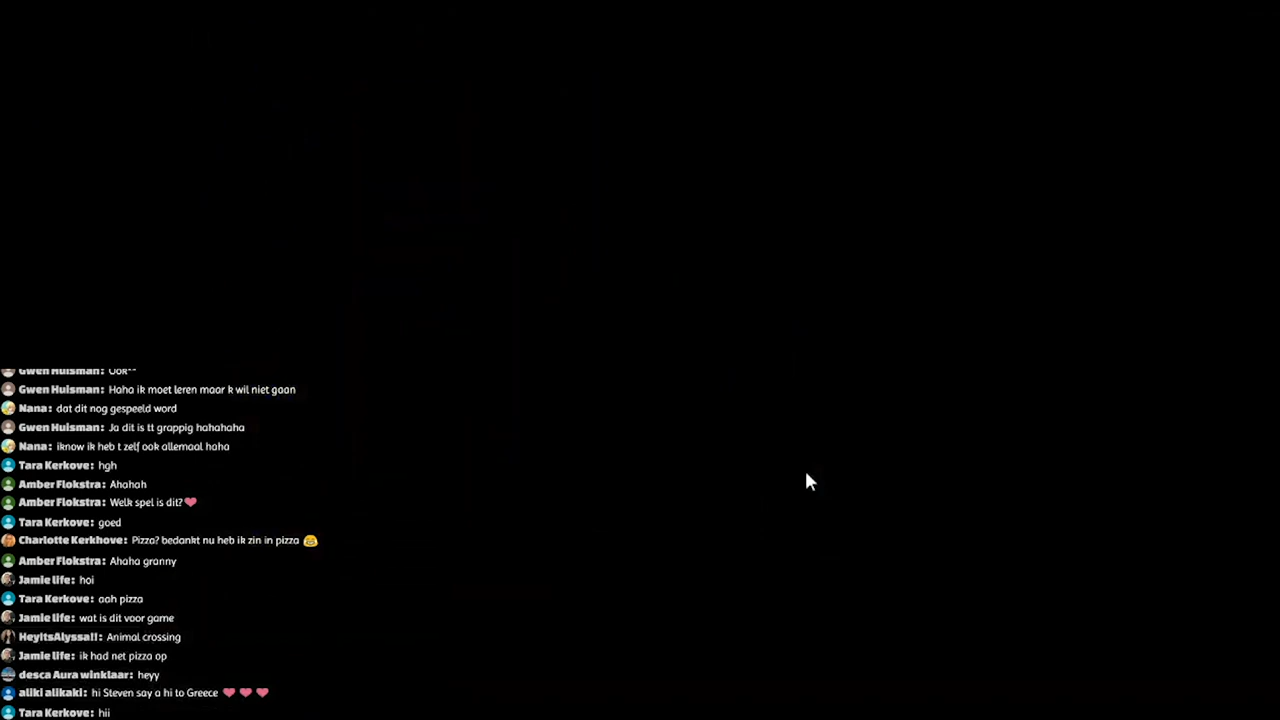 Gwen Huisman: Ook^^
Gwen Huisman: Haha ik moet leren maar k wil niet gaan
Nana: dat dit nog gespeeld word
Gwen Huisman: Ja dit is tt grappig hahahaha
Nana: iknow ik heb t zelf ook allemaal haha
Tara Kerkove: hgh
Amber Flokstra: Ahahah
Amber Flokstra: Welk spel is dit?❤
Tara Kerkove: goed
Charlotte Kerkhove: Pizza? bedankt nu heb ik zin in pizza 😂
Amber Flokstra: Ahaha granny
Jamie life: hoi
Tara Kerkove: aah pizza
Jamie life: wat is dit voor game
HeyItsAlyssa!!: Animal crossing
Jamie life: ik had net pizza op
desca Aura winklaar: heyy
aliki alikaki: hi Steven say a hi to Greece ❤ ❤ ❤
Tara Kerkove: hii